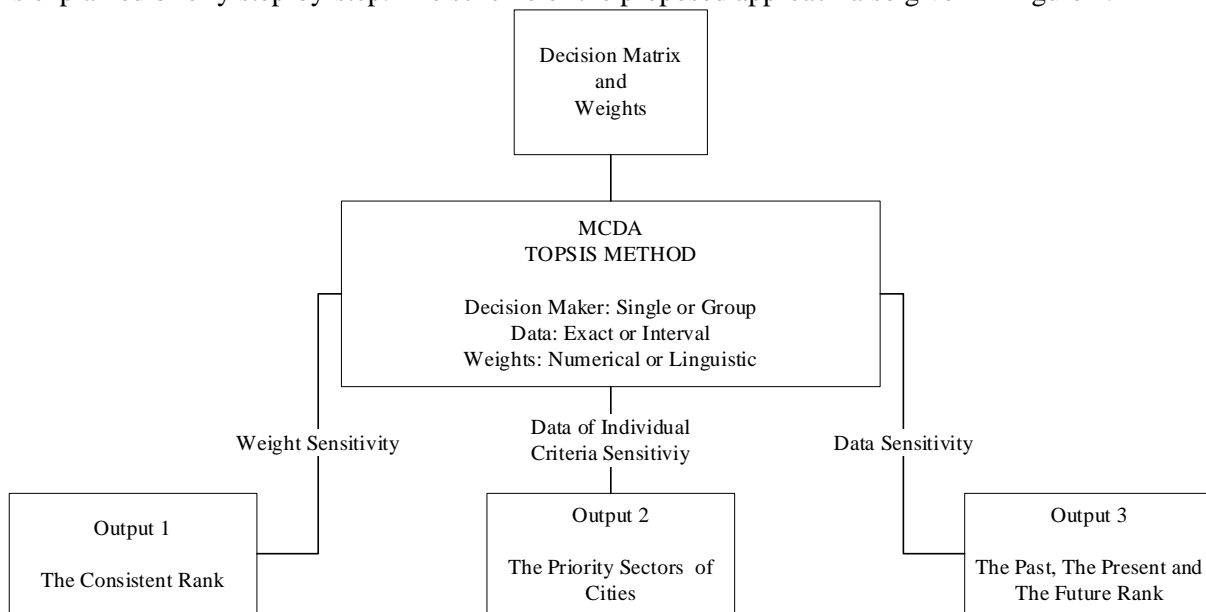 Decision Matrix
and
Weights
MCDA
TOPSIS METHOD
Decision Maker: Single or Group
Data: Exact or Interval
Weights: Numerical or Linguistic
Weight Sensitivity
Data of Individual
Criteria Sensitiviy
Data Sensitivity
Output 1
The Consistent Rank
Output 2
The Priority Sectors of
Cities
Output 3
The Past, The Present and
The Future Rank